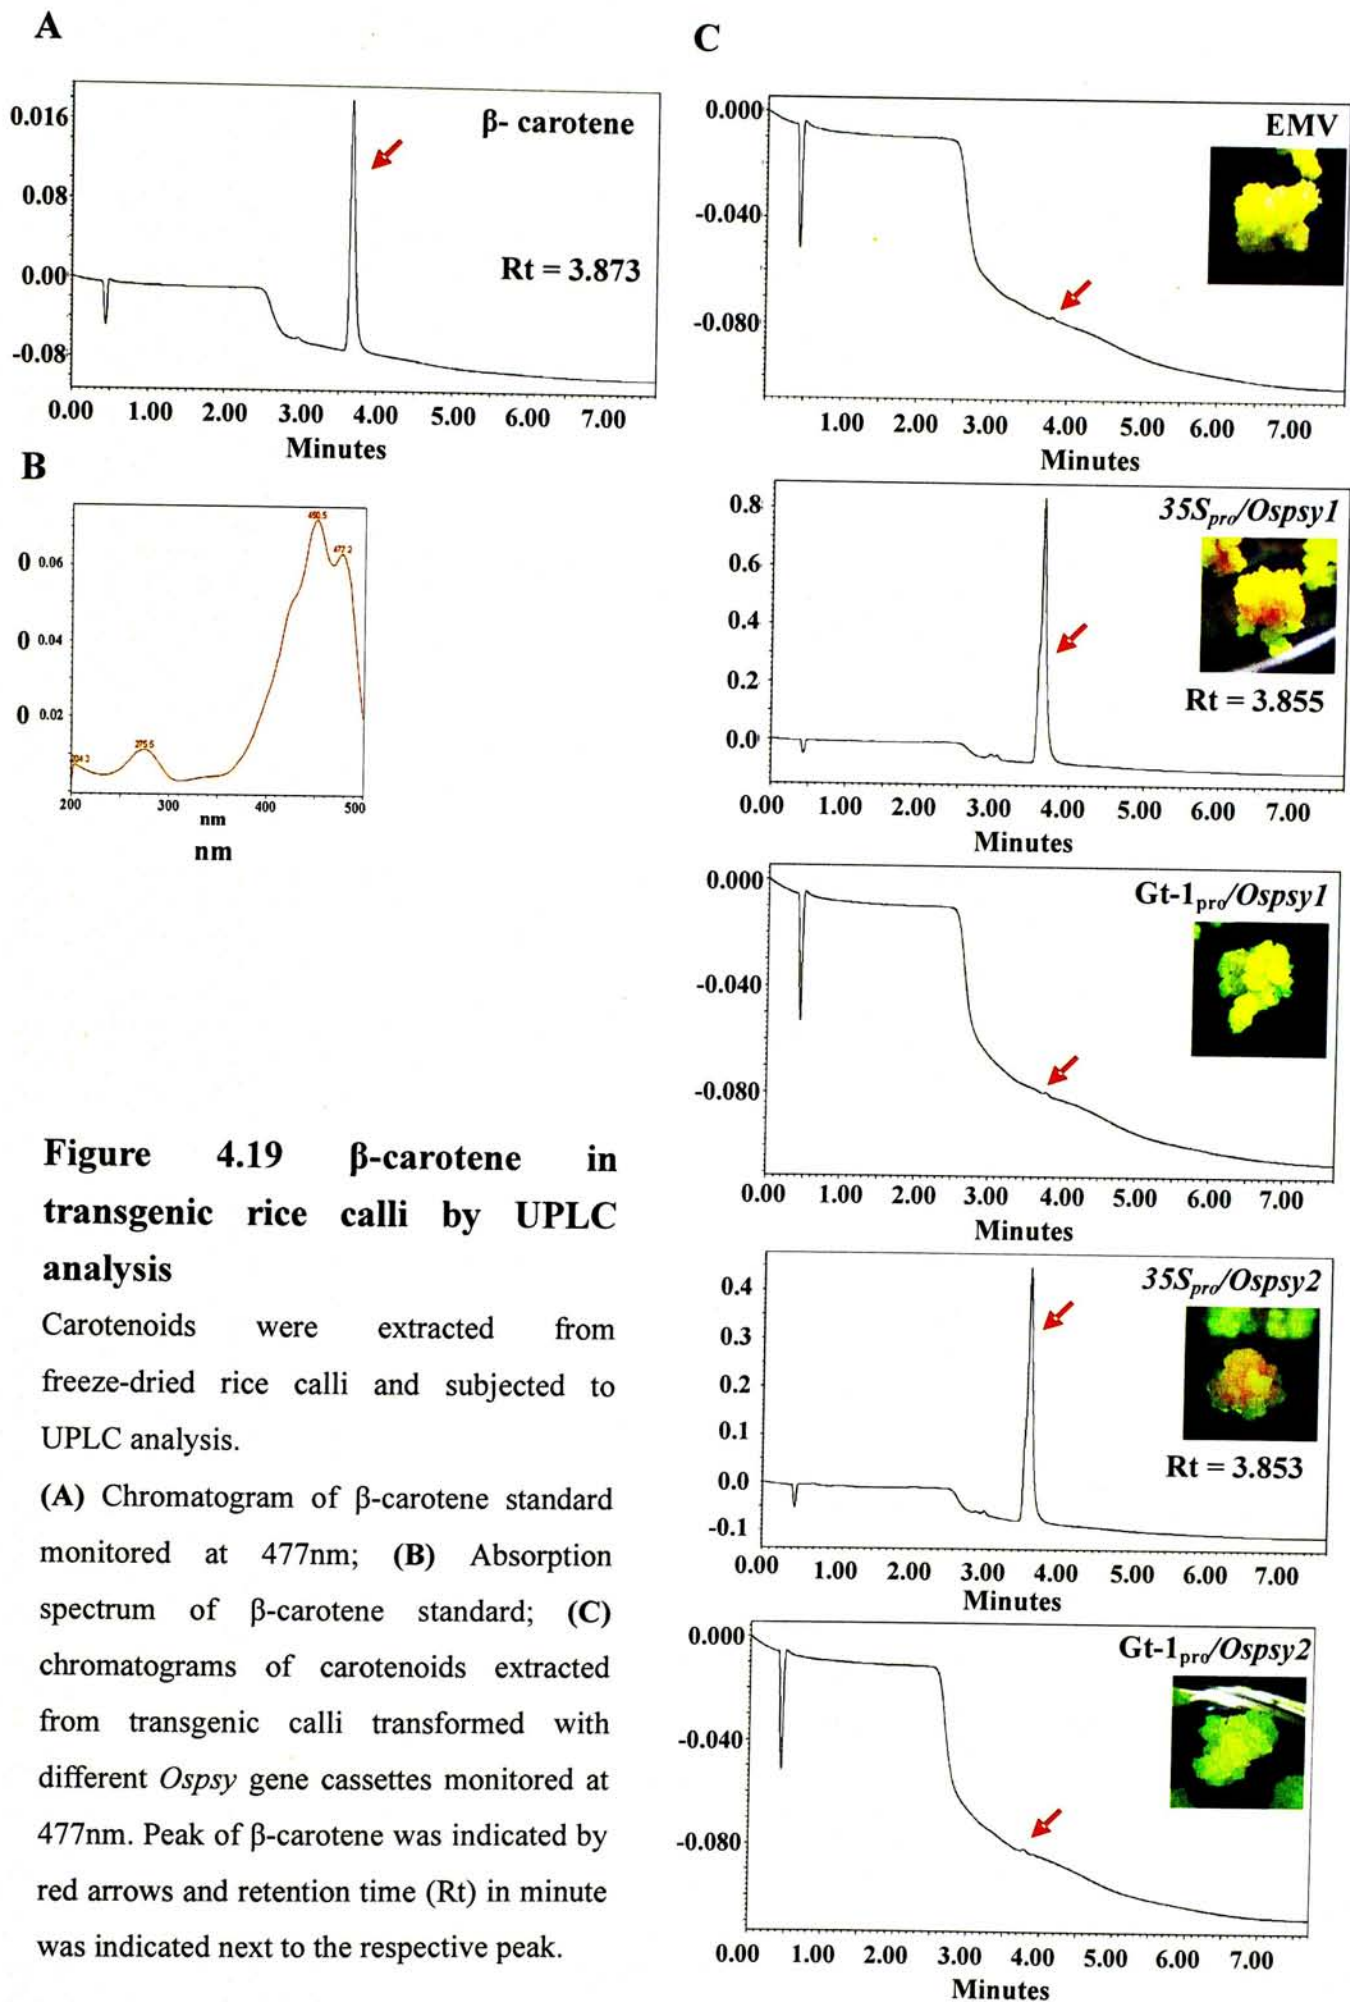 A
0.016
0.08
0.00
-0.08
β- carotene
Rt = 3.873
0.00 1.00 2.00 3.00 4.00 5.00 6.00 7.00
Minutes
B
450.5
477.2
275.5
0 0.06
0 0.04
0 0.02
200 300 400 500
nm
nm
Figure 4.19 β-carotene in
transgenic rice calli by UPLC
analysis
Carotenoids were extracted from
freeze-dried rice calli and subjected to
UPLC analysis.
(A) Chromatogram of β-carotene standard
monitored at 477nm; (B) Absorption
spectrum of β-carotene standard; (C)
chromatograms of carotenoids extracted
from transgenic calli transformed with
different Ospsy gene cassettes monitored at
477nm. Peak of β-carotene was indicated by
red arrows and retention time (Rt) in minute
was indicated next to the respective peak.
C
0.000
-0.040
-0.080
EMV
1.00 2.00 3.00 4.00 5.00 6.00 7.00
Minutes
0.8
0.6
0.4
0.2
0.0
35Spro/Ospsy1
Rt = 3.855
0.00 1.00 2.00 3.00 4.00 5.00 6.00 7.00
Minutes
0.000
-0.040
-0.080
Gt-1pro/Ospsy1
0.00 1.00 2.00 3.00 4.00 5.00 6.00 7.00
Minutes
0.4
0.3
0.2
0.1
0.0
-0.1
35Spro/Ospsy2
Rt = 3.853
0.00 1.00 2.00 3.00 4.00 5.00 6.00 7.00
Minutes
0.000
-0.040
-0.080
Gt-1pro/Ospsy2
0.00 1.00 2.00 3.00 4.00 5.00 6.00 7.00
Minutes